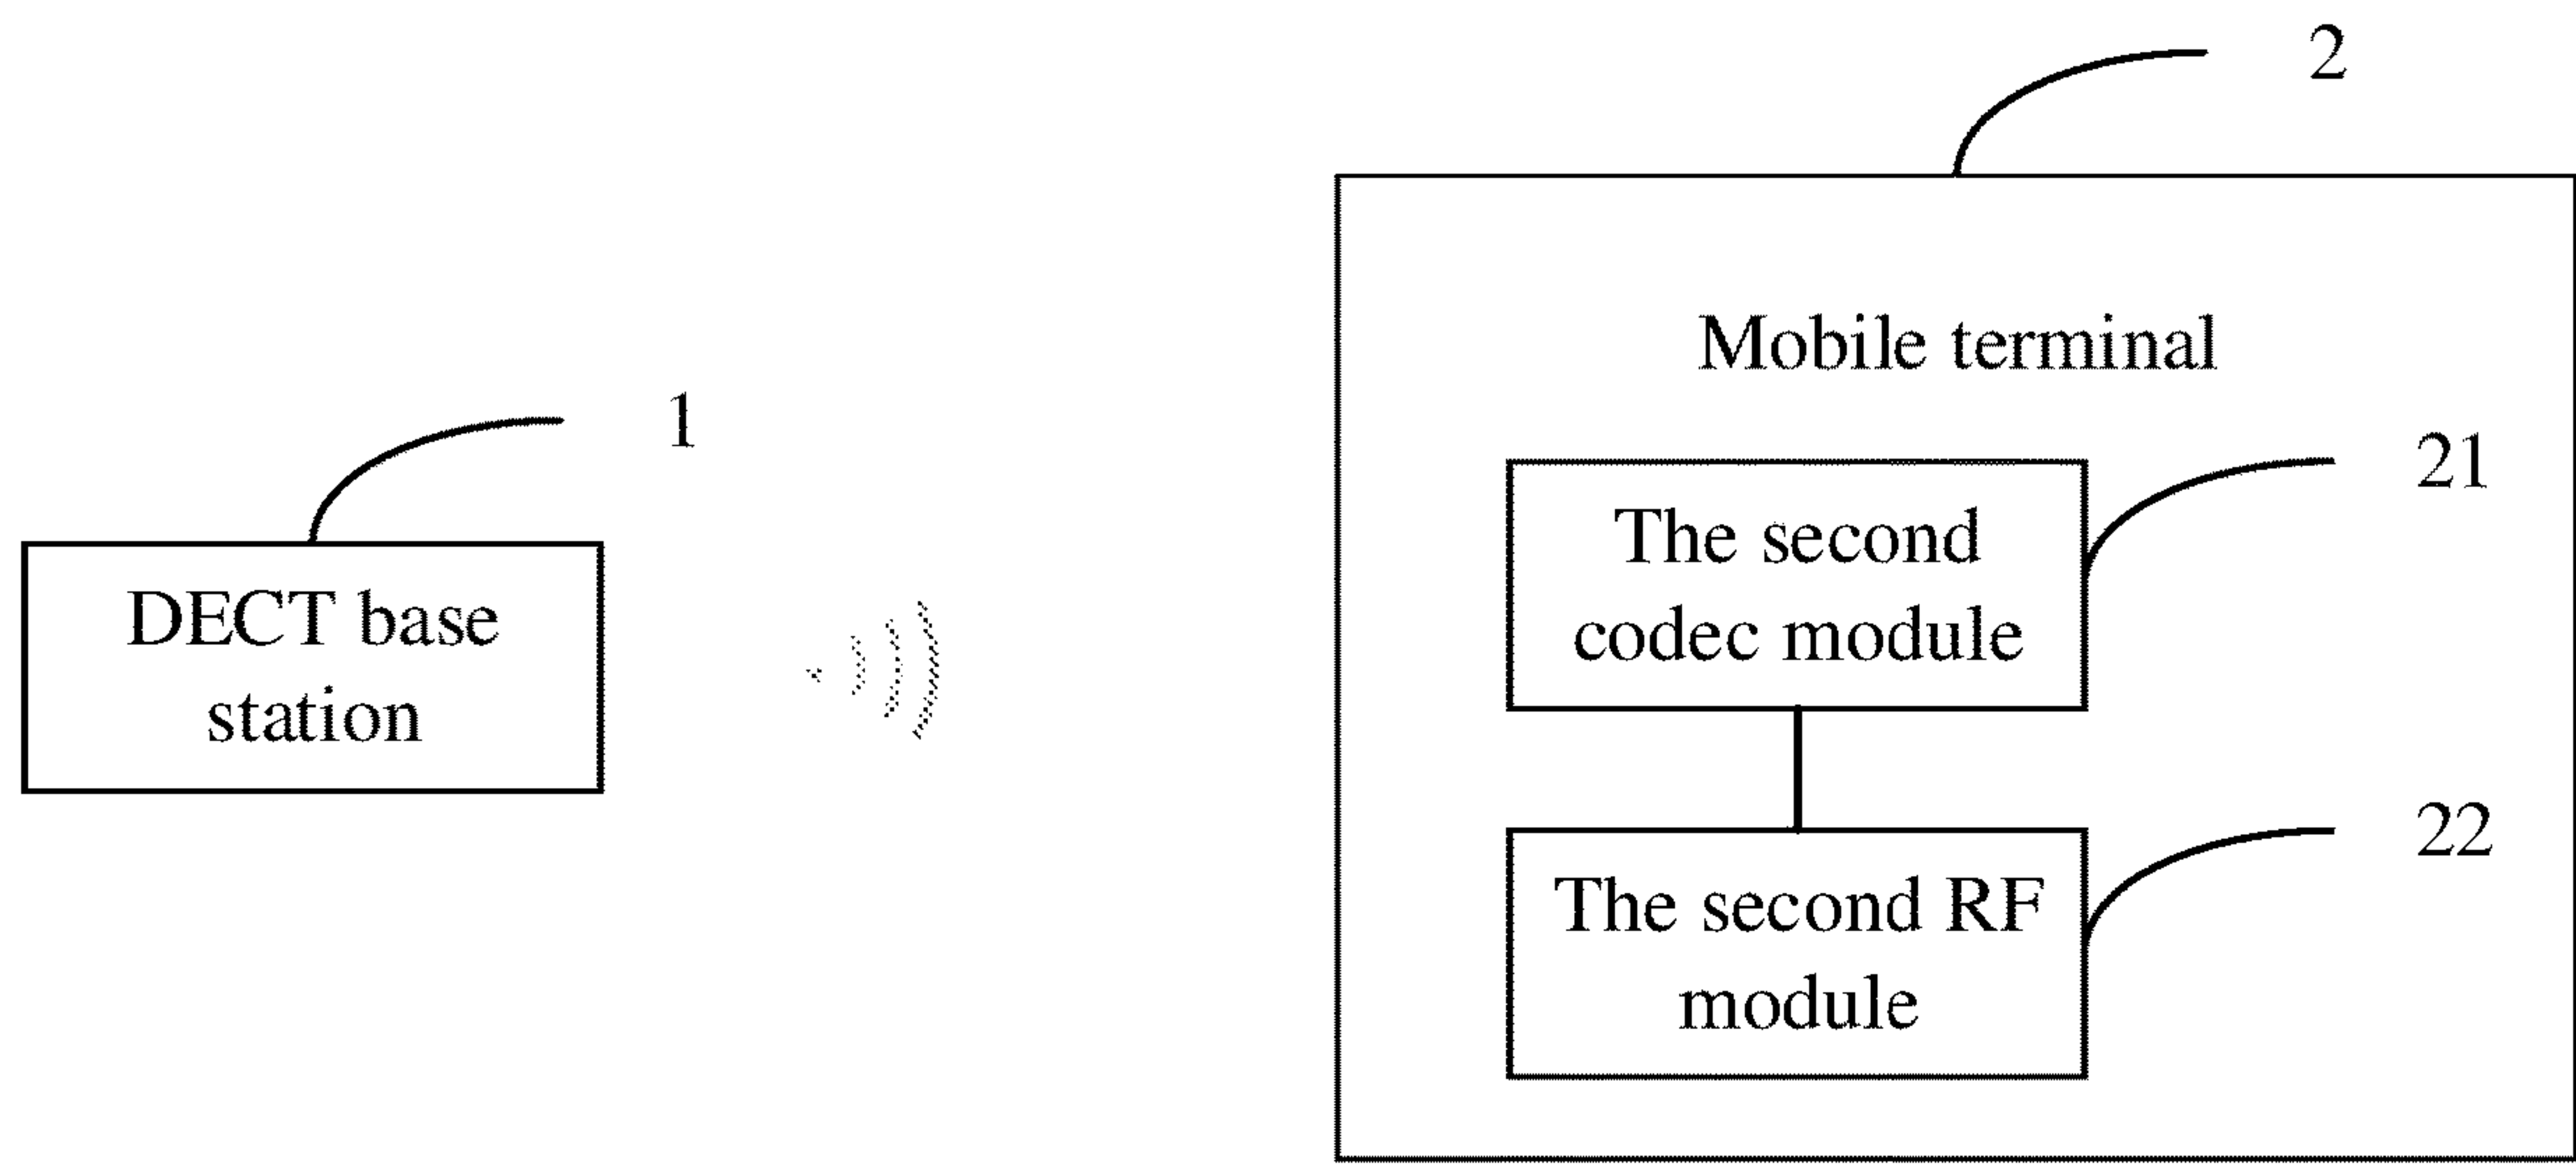 2
Mobile terminal
1
21
The second
codec module
DECT base
station
22
The second RF
module